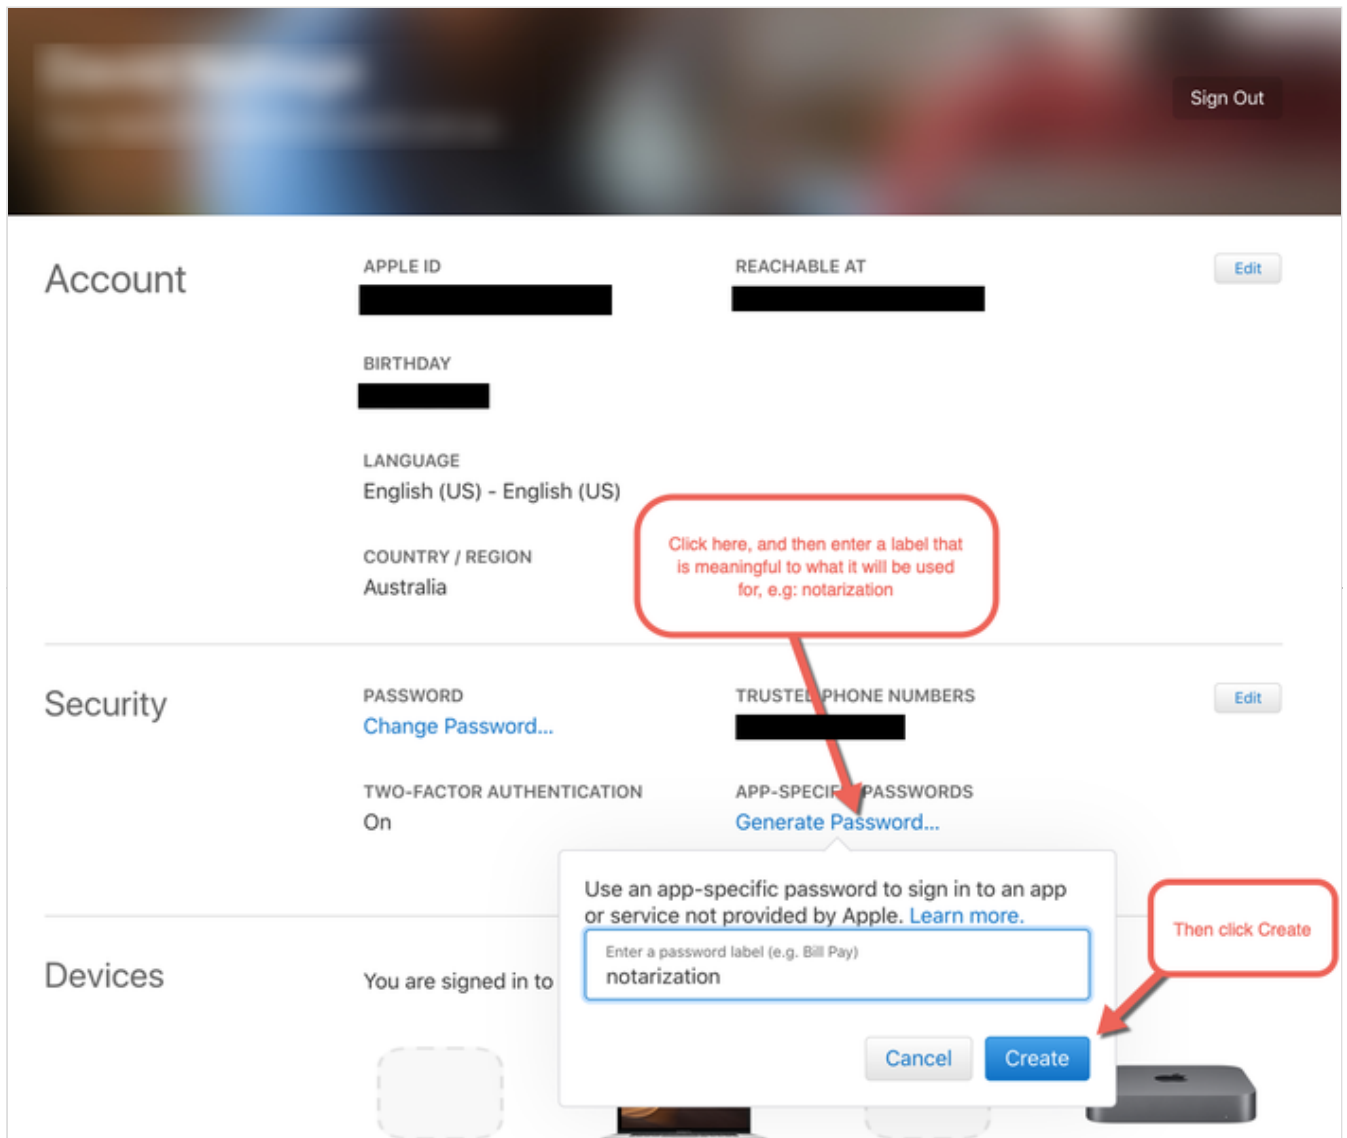 Sign Out
Account
APPLE ID
REACHABLE AT
Edit
BIRTHDAY
LANGUAGE
English (US) - English (US)
COUNTRY / REGION
Australia
Click here, and then enter a label that
is meaningful to what it will be used
for, e.g: notarization
Security
PASSWORD
Change Password...
TRUSTED PHONE NUMBERS
Edit
TWO-FACTOR AUTHENTICATION
On
APP-SPECIFIC PASSWORDS
Generate Password...
Use an app-specific password to sign in to an app
or service not provided by Apple. Learn more.
Enter a password label (e.g. Bill Pay)
notarization
Cancel
Create
Then click Create
Devices
You are signed in to